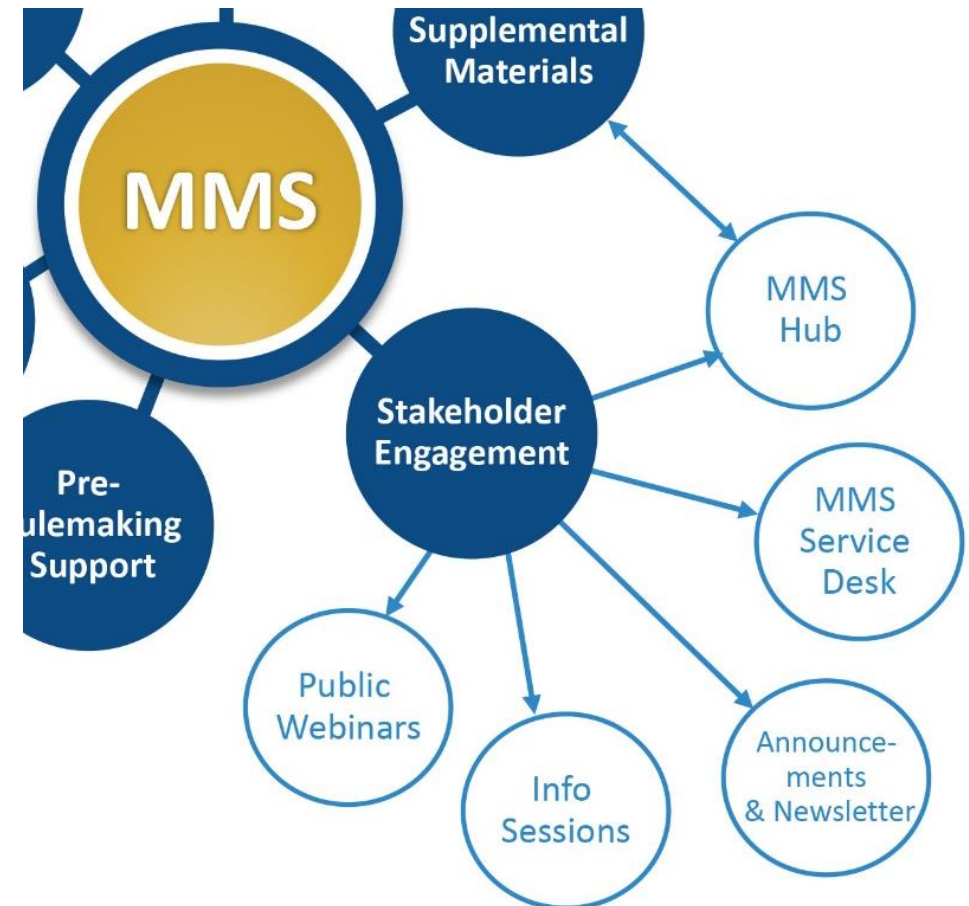 Supplemental
Materials
MMS
MMS
Hub
Stakeholder
Engagement
Pre-
ulemaking
Support
MMS
Service
Desk
Public
Webinars
Info
Sessions
Announce-
ments
& Newsletter